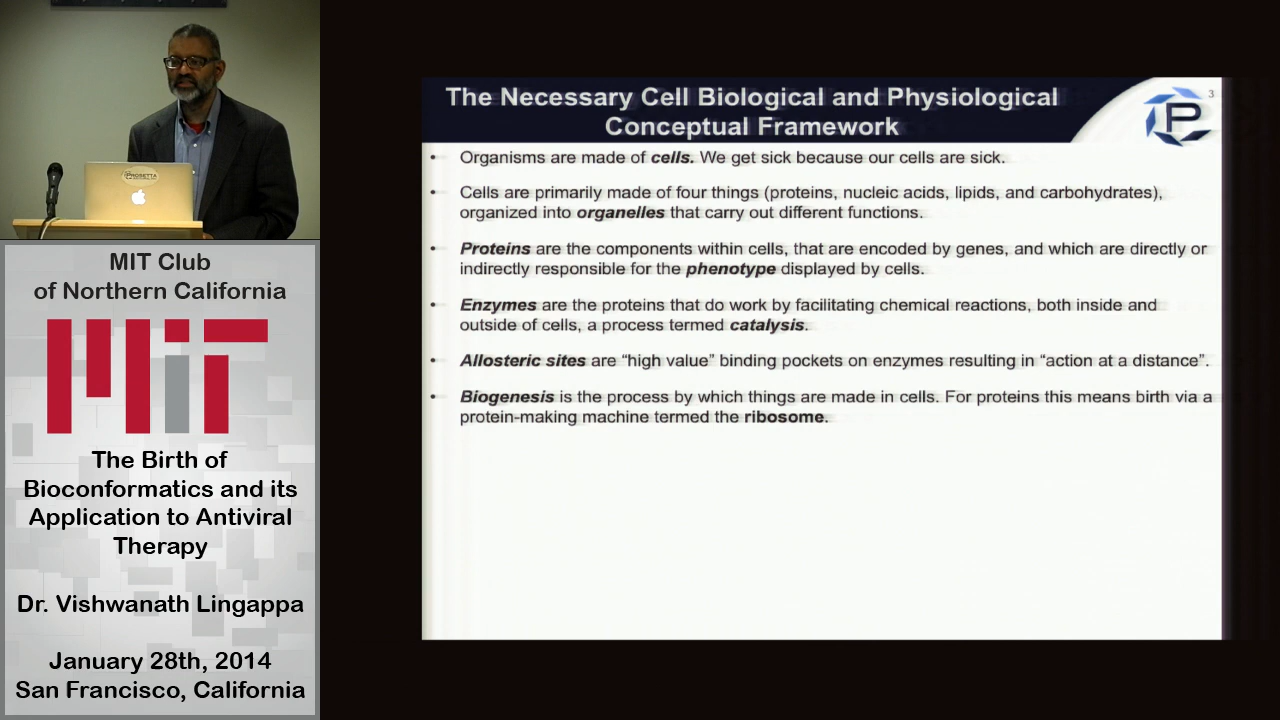 PROSETTA
MIT Club
of Northern California
MIT
The Birth of
Bioconformatics and its
Application to Antiviral
Therapy
Dr. Vishwanath Lingappa
January 28th, 2014
San Francisco, California
The Necessary Cell Biological and Physiological
Conceptual Framework
P
3
• Organisms are made of cells. We get sick because our cells are sick.
• Cells are primarily made of four things (proteins, nucleic acids, lipids, and carbohydrates),
organized into organelles that carry out different functions.
• Proteins are the components within cells, that are encoded by genes, and which are directly or
indirectly responsible for the phenotype displayed by cells.
• Enzymes are the proteins that do work by facilitating chemical reactions, both inside and
outside of cells, a process termed catalysis.
• Allosteric sites are “high value” binding pockets on enzymes resulting in “action at a distance”.
• Biogenesis is the process by which things are made in cells. For proteins this means birth via a
protein-making machine termed the ribosome.